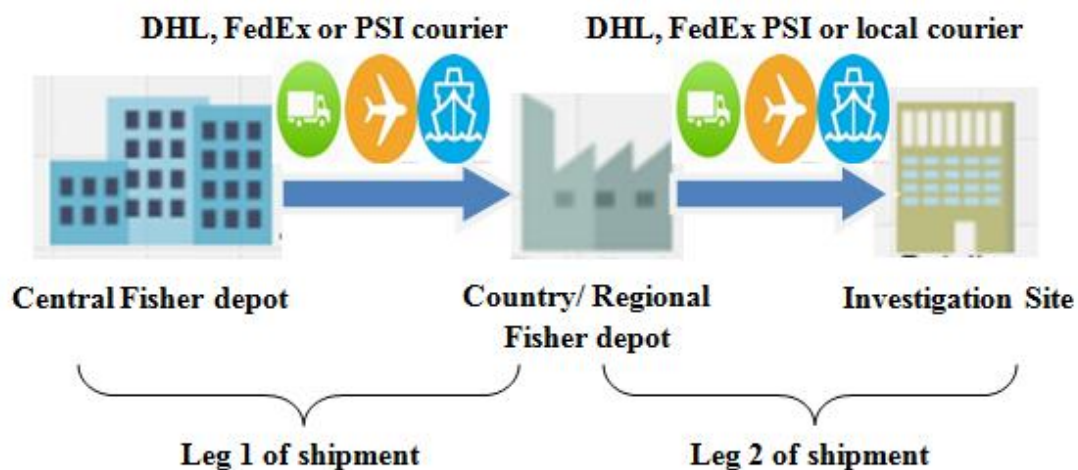 DHL, FedEx or PSI courier
DHL, FedEx PSI or local courier
Central Fisher depot
Country/ Regional
Fisher depot
Investigation Site
Leg 1 of shipment
Leg 2 of shipment